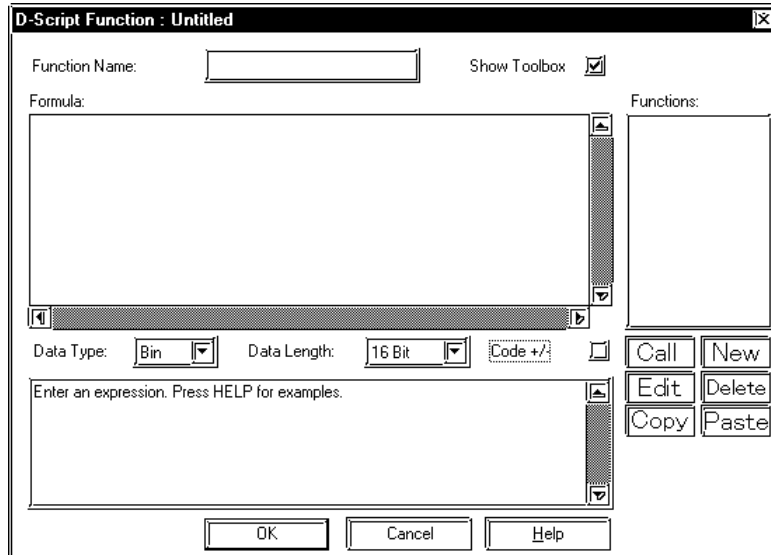 D-Script Function : Untitled
Function Name:
Show Toolbox
Formula:
Functions:
Data Type: Bin
Data Length: 16 Bit
Code +/-
Call New
Edit Delete
Copy Paste
Enter an expression. Press HELP for examples.
OK Cancel Help